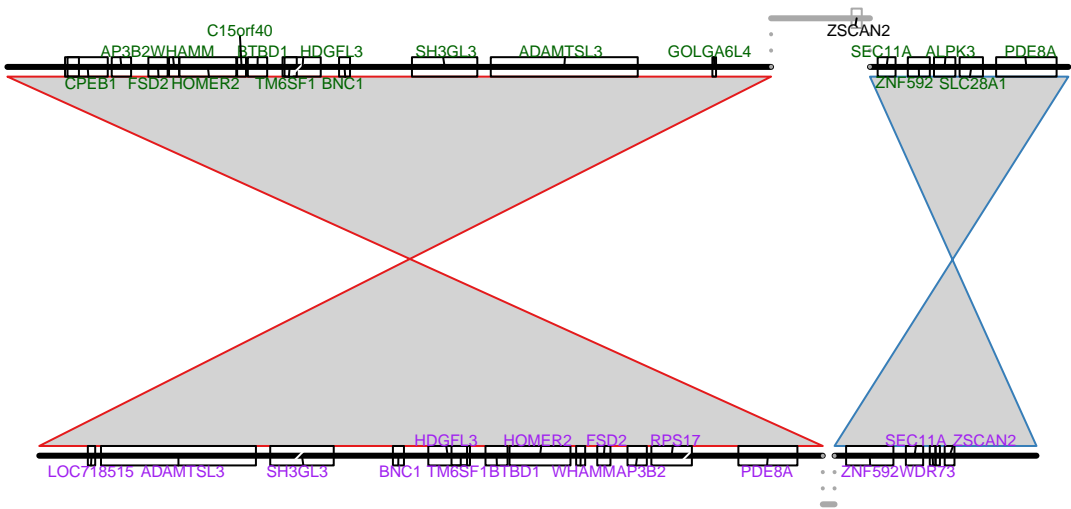 C15orf40
ZSCAN2
AP3B2WHAMM BTBD1 HDGFL3 SH3GL3 ADAMTSL3 GOLGA6L4 SEC11A ALPK3 PDE8A
CPEB1 FSD2 HOMER2 TM6SF1 BNC1 ZNF592 SLC28A1
HDGFL3 HOMER2 FSD2 RPS17 SEC11A ZSCAN2
LOC718515 ADAMTSL3 SH3GL3 BNC1 TM6SF1BTBD1 WHAMMAP3B2 PDE8A ZNF592WDR73